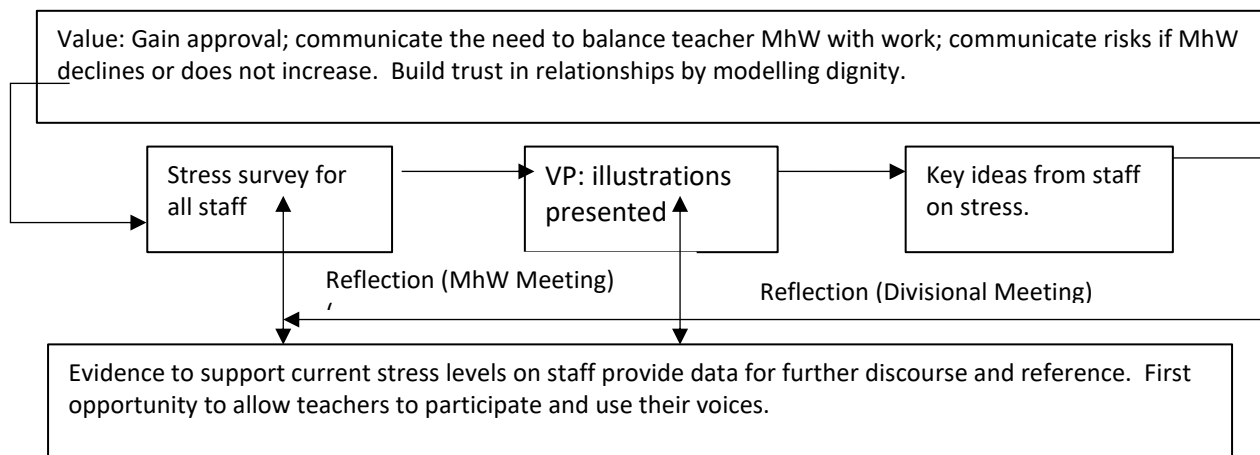 Value: Gain approval; communicate the need to balance teacher MhW with work; communicate risks if MhW
declines or does not increase.  Build trust in relationships by modelling dignity.
Stress survey for
all staff
VP: illustrations
presented
Key ideas from staff
on stress.
Reflection (MhW Meeting)
Reflection (Divisional Meeting)
Evidence to support current stress levels on staff provide data for further discourse and reference.  First
opportunity to allow teachers to participate and use their voices.